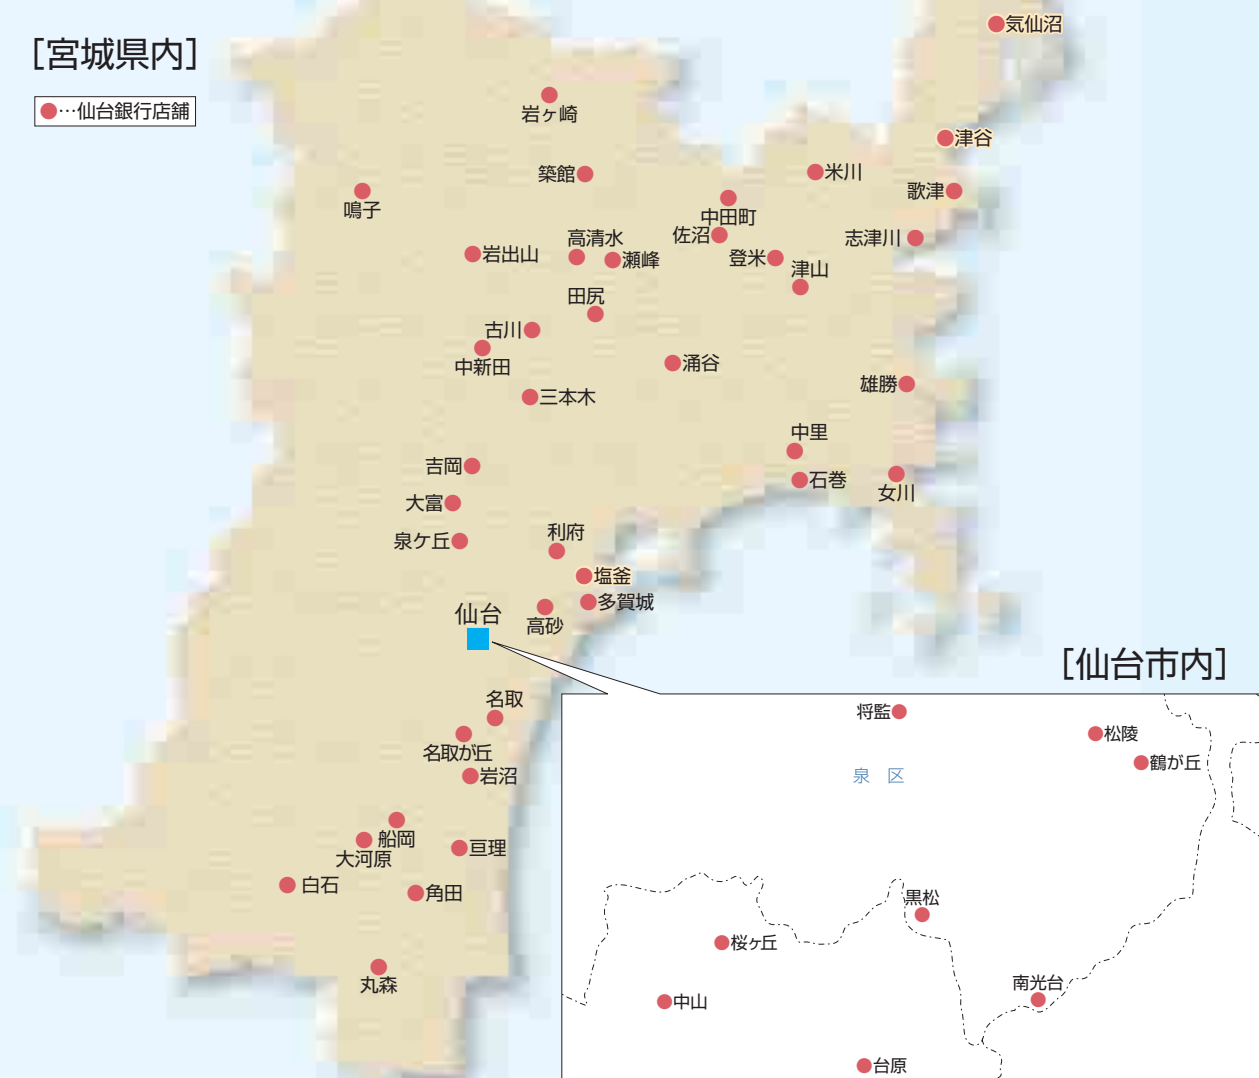 ［宮城県内］
●…仙台銀行店舗
気仙沼
岩ヶ崎
津谷
築館
米川
鳴子
歌津
中田町
佐沼
志津川
高清水
岩出山
瀬峰
登米
津山
田尻
古川
中新田
涌谷
雄勝
三本木
中里
吉岡
石巻
女川
大富
泉ケ丘
利府
塩釜
多賀城
仙台
高砂
［仙台市内］
名取
名取が丘
岩沼
船岡
大河原
亘理
白石
角田
丸森
将監
松陵
鶴が丘
泉 区
黒松
桜ヶ丘
南光台
中山
台原